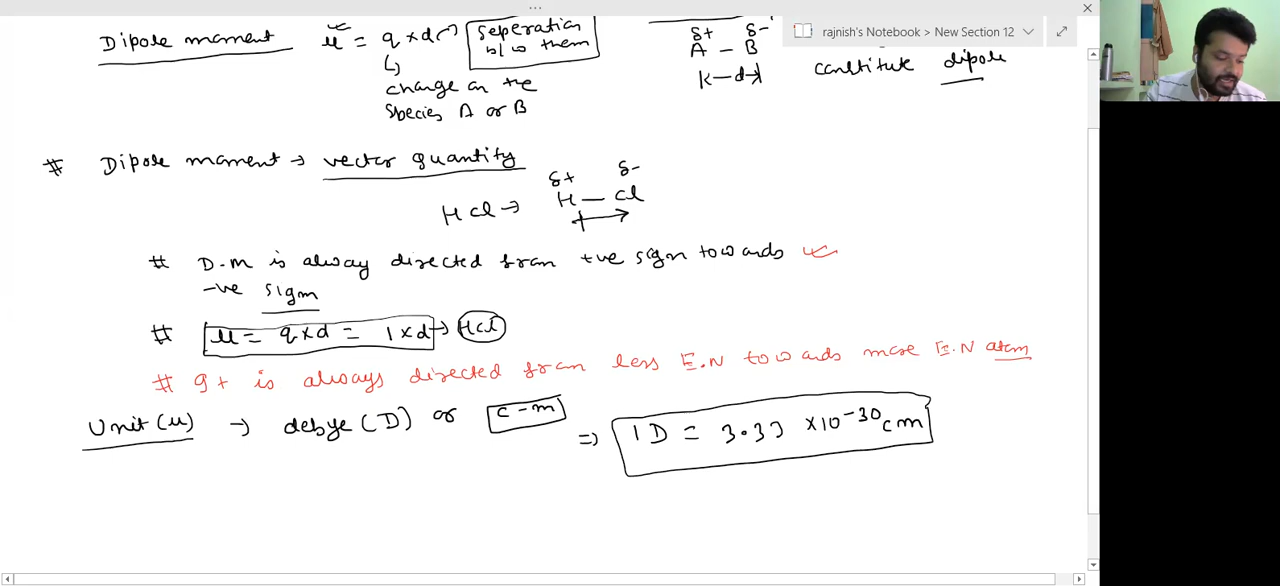 rajnish's Notebook > New Section 12
Dipole moment μ = q × d → seperation b/w them
↳ change on the species A or B
δ+ δ-
A – B
K–d→
constitute dipole
# Dipole moment → vector quantity
δ+ δ-
HCl → H – Cl
# D.M is always directed from +ve sign towards
-ve sign
# μ = q×d = 1×d → HCl
# It is always directed from less E.N towards more E.N atom
Unit (μ) → debye (D) or c-m
⇒ 1 D = 3.33 × 10⁻³⁰ cm